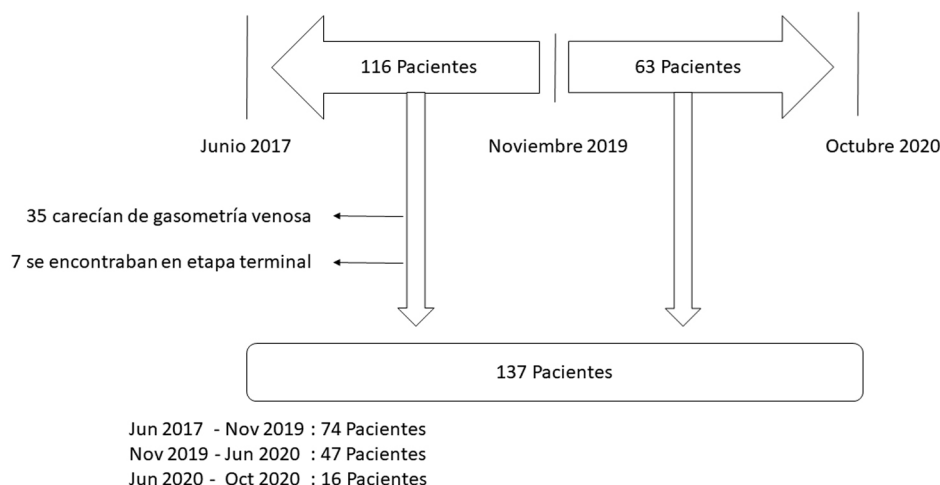 116 Pacientes
63 Pacientes
Junio 2017
Noviembre 2019
Octubre 2020
35 carecían de gasometría venosa
7 se encontraban en etapa terminal
137 Pacientes
Jun 2017 - Nov 2019 : 74 Pacientes
Nov 2019 - Jun 2020 : 47 Pacientes
Jun 2020 - Oct 2020 : 16 Pacientes